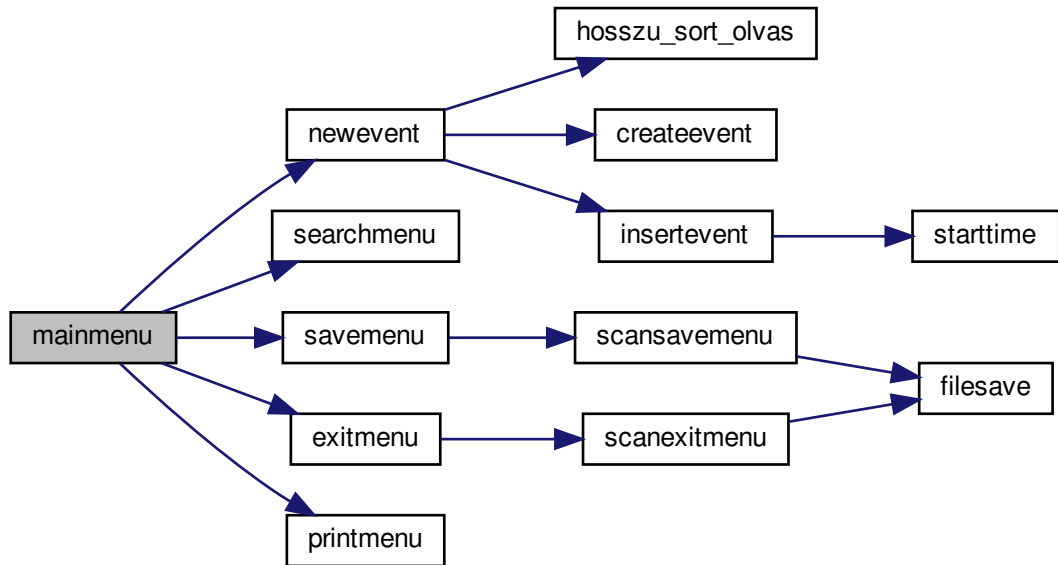 hosszu_sort_olvas
newevent
createevent
searchmenu
insertevent
starttime
mainmenu
savemenu
scansavemenu
filesave
exitmenu
scanexitmenu
printmenu